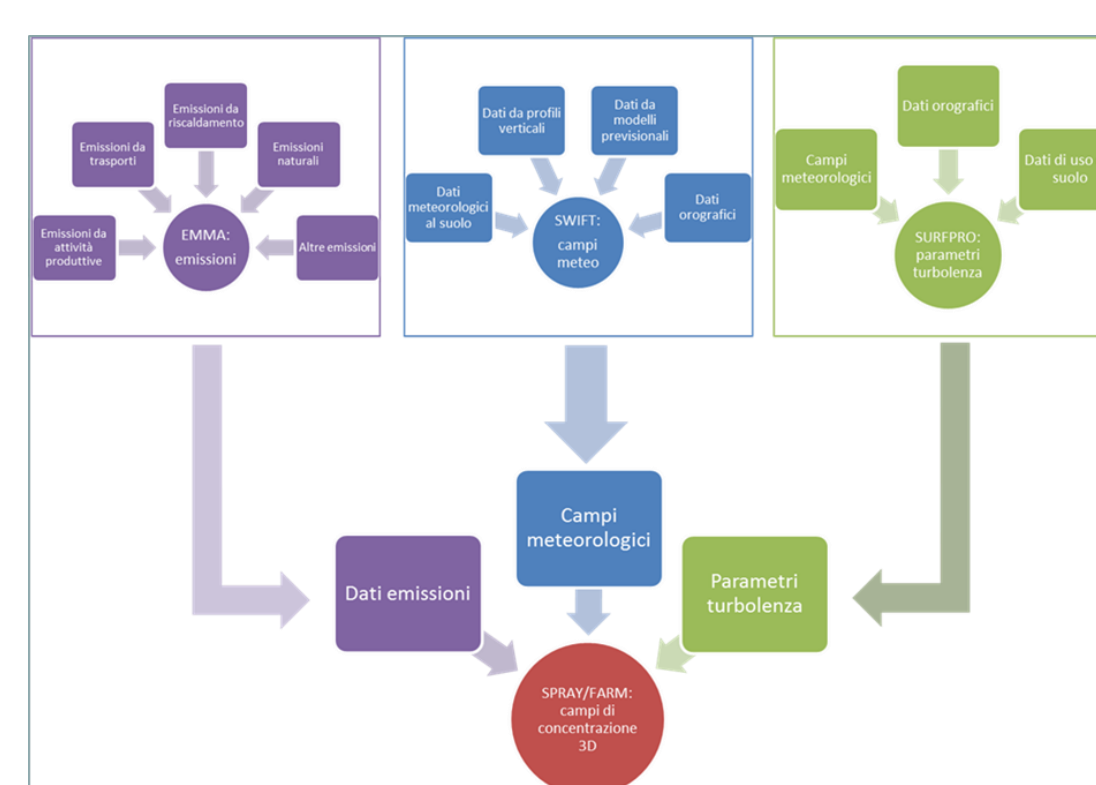 Emissioni da
riscaldamento
Emissioni da
trasporti
Emissioni
naturali
Emissioni da
attività
produttive
EMMA:
emissioni
Altre emissioni
Dati da profili
verticali
Dati da
modelli
previsionali
Dati
meteorologici
al suolo
SWIFT:
campi
meteo
Dati
orografici
Dati orografici
Campi
meteorologici
Dati di uso
suolo
SURFPRO:
parametri
turbolenza
Campi
meteorologici
Dati emissioni
Parametri
turbolenza
SPRAY/FARM:
campi di
concentrazione
3D